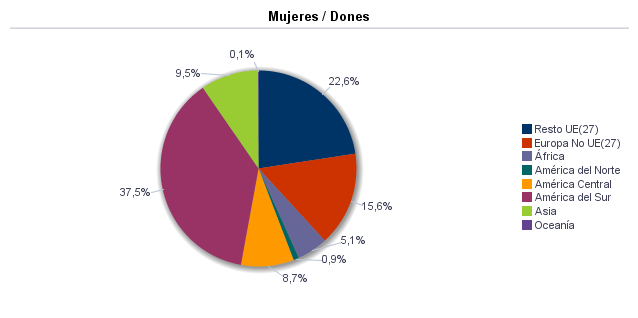 Mujeres / Dones
0,1%
9,5%
22,6%
37,5%
15,6%
5,1%
0,9%
8,7%
Resto UE(27)
Europa No UE(27)
África
América del Norte
América Central
América del Sur
Asia
Oceanía